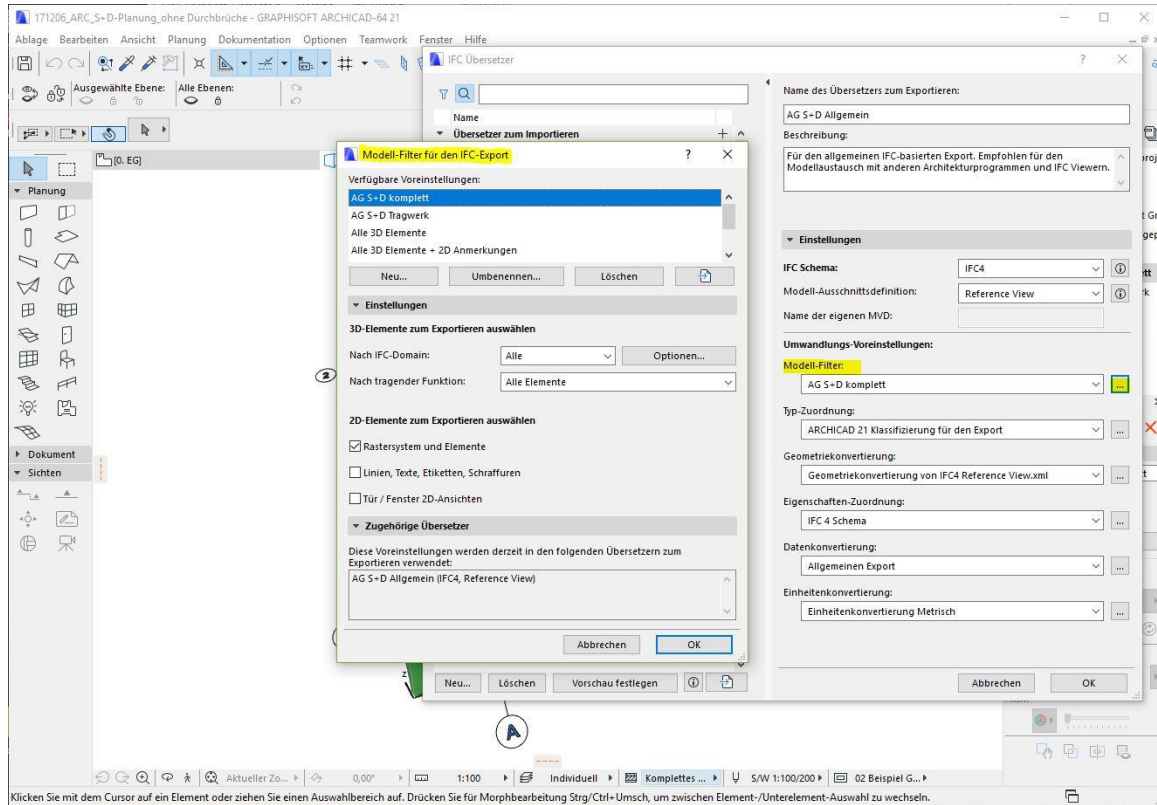 171206_ARC_S+D-Planung_ohne Durchbrüche - GRAPHISOFT ARCHICAD-64 21
Ablage Bearbeiten Ansicht Planung Dokumentation Optionen Teamwork Fenster Hilfe
Ausgewählte Ebene: Alle Ebenen:
[0. EG]
Planung
Dokument
Sichten
2
IFC Übersetzer
Name
Übersetzer zum Importieren
Modell-Filter für den IFC-Export
Verfügbare Voreinstellungen:
AG S+D komplett
AG S+D Tragwerk
Alle 3D Elemente
Alle 3D Elemente + 2D Anmerkungen
Neu... Umbenennen... Löschen
Einstellungen
3D-Elemente zum Exportieren auswählen
Nach IFC-Domain: Alle Optionen...
Nach tragender Funktion: Alle Elemente
2D-Elemente zum Exportieren auswählen
Rastersystem und Elemente
Linien, Texte, Etiketten, Schraffuren
Tür / Fenster 2D-Ansichten
Zugehörige Übersetzer
Diese Voreinstellungen werden derzeit in den folgenden Übersetzern zum
Exportieren verwendet:
AG S+D Allgemein (IFC4, Reference View)
Abbrechen OK
Neu... Löschen Vorschau festlegen
Name des Übersetzers zum Exportieren:
AG S+D Allgemein
Beschreibung:
Für den allgemeinen IFC-basierten Export. Empfohlen für den
Modellaustausch mit anderen Architekturprogrammen und IFC Viewern.
Einstellungen
IFC Schema: IFC4
Modell-Ausschnittsdefinition: Reference View
Name der eigenen MVD:
Umwandlungs-Voreinstellungen:
Modell-Filter:
AG S+D komplett ...
Typ-Zuordnung:
ARCHICAD 21 Klassifizierung für den Export ...
Geometriekonvertierung:
Geometriekonvertierung von IFC4 Reference View.xml ...
Eigenschaften-Zuordnung:
IFC 4 Schema ...
Datenkonvertierung:
Allgemeinen Export ...
Einheitenkonvertierung:
Einheitenkonvertierung Metrisch ...
Abbrechen OK
z
A
Aktueller Zo... 0,00° 1:100 Individuell Komplettes ... S/W 1:100/200 02 Beispiel G...
Klicken Sie mit dem Cursor auf ein Element oder ziehen Sie einen Auswahlbereich auf. Drücken Sie für Morphbearbeitung Strg/Ctrl+Umsch, um zwischen Element-/Unterelement-Auswahl zu wechseln.